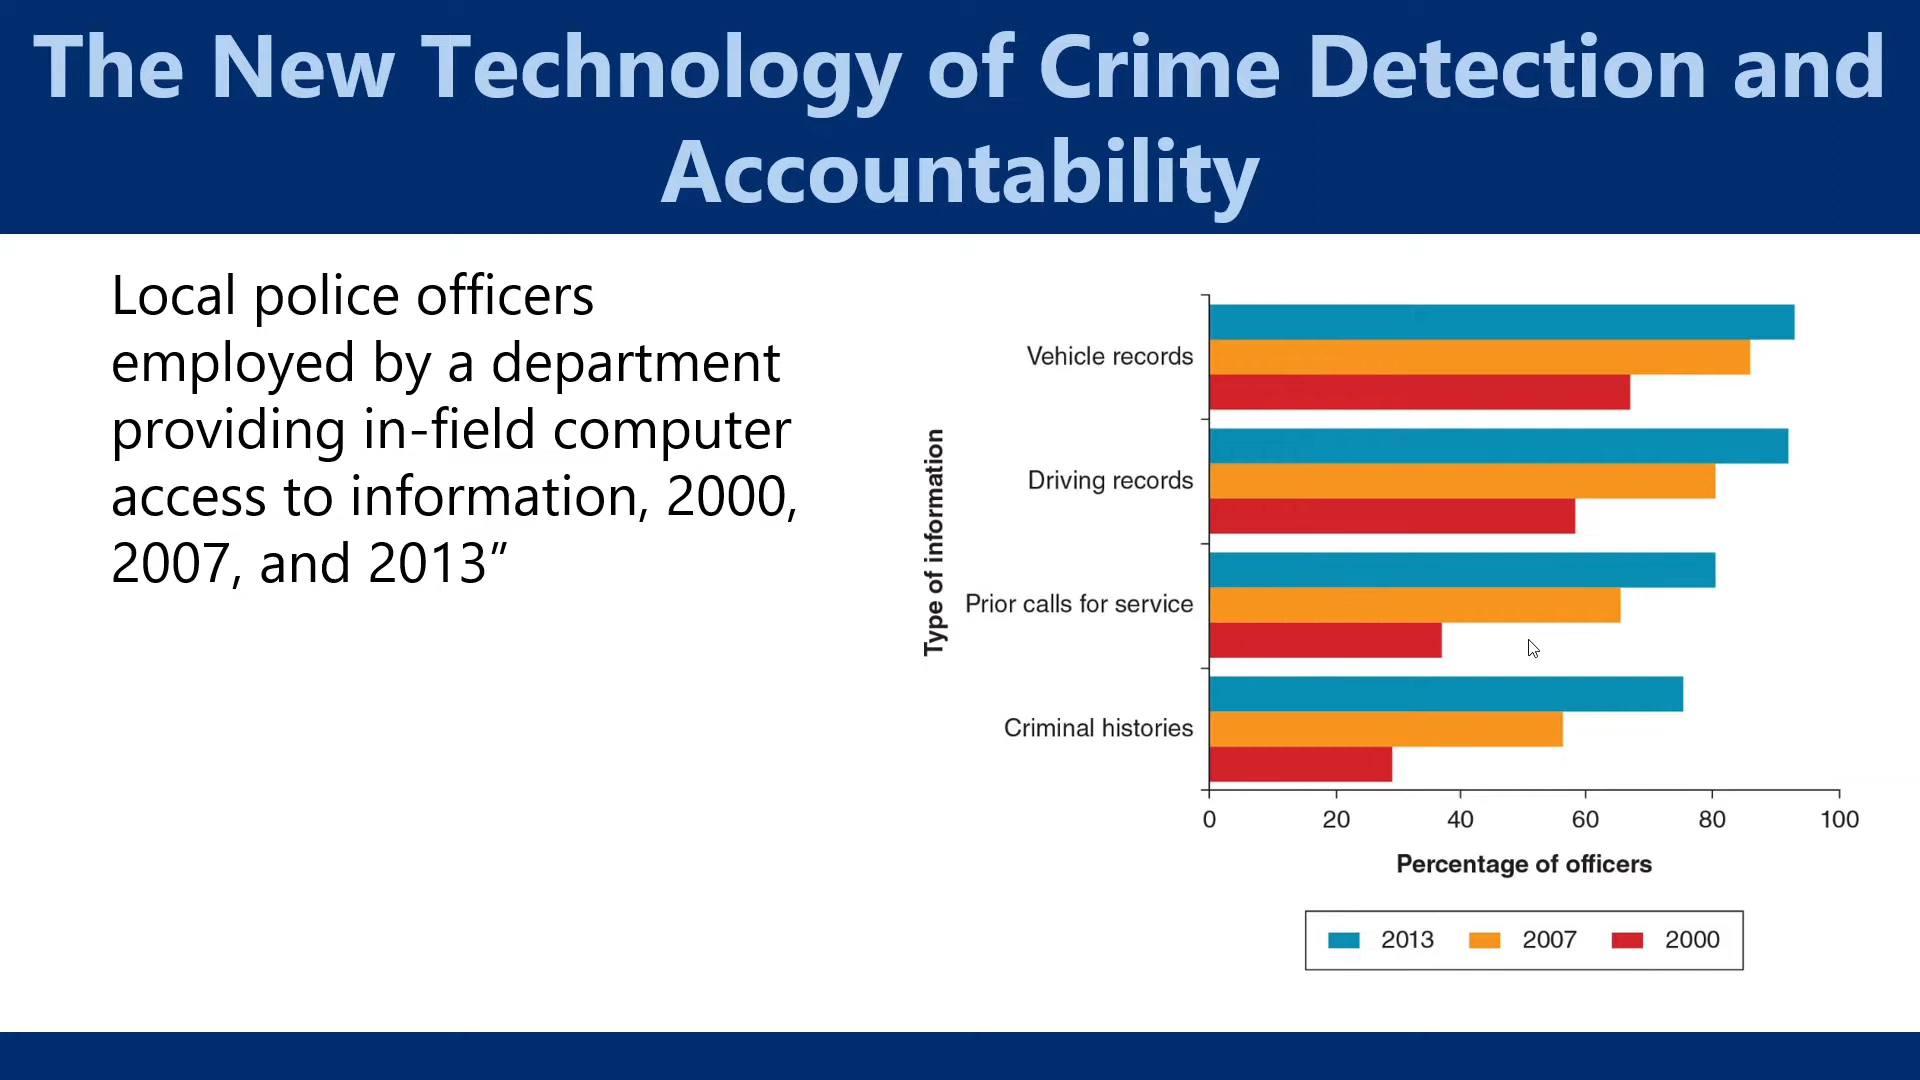 The New Technology of Crime Detection and
Accountability
Local police officers
employed by a department
providing in-field computer
access to information, 2000,
2007, and 2013”
Type of information
Vehicle records
Driving records
Prior calls for service
Criminal histories
0 20 40 60 80 100
Percentage of officers
2013 2007 2000